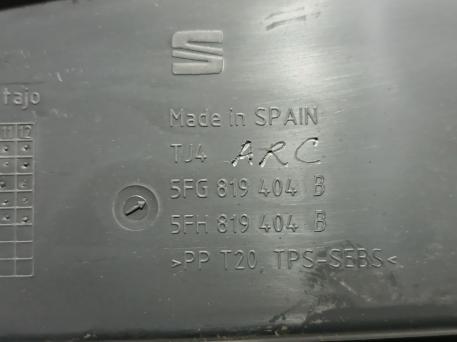 tajo
11 12
Made in SPAIN
TJ4 ARC
5FG 819 404 B
5FH 819 404 B
>PP T20, TPS-SEBS<